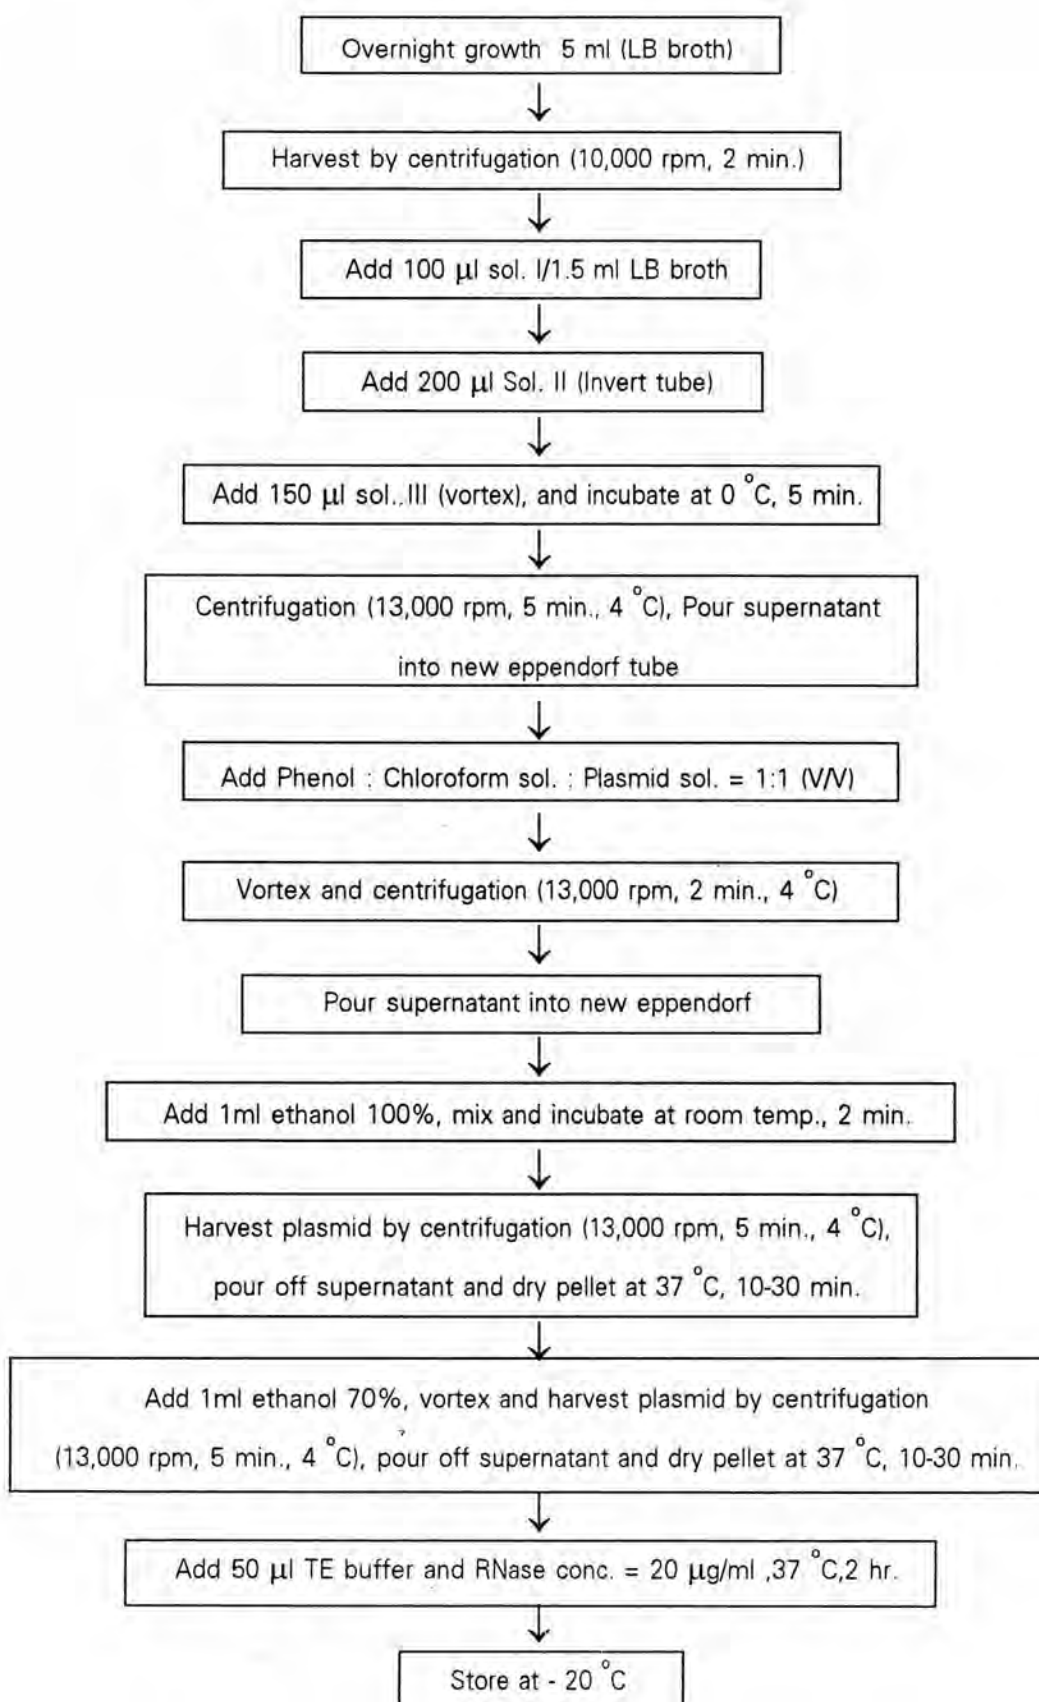 Overnight growth 5 ml (LB broth)
Harvest by centrifugation (10,000 rpm, 2 min.)
Add 100 µl sol. I/1.5 ml LB broth
Add 200 µl Sol. II (Invert tube)
Add 150 µl sol..III (vortex), and incubate at 0 °C, 5 min.
Centrifugation (13,000 rpm, 5 min., 4 °C), Pour supernatant
into new eppendorf tube
Add Phenol : Chloroform sol. : Plasmid sol. = 1:1 (V/V)
Vortex and centrifugation (13,000 rpm, 2 min., 4 °C)
Pour supernatant into new eppendorf
Add 1ml ethanol 100%, mix and incubate at room temp., 2 min.
Harvest plasmid by centrifugation (13,000 rpm, 5 min., 4 °C),
pour off supernatant and dry pellet at 37 °C, 10-30 min.
Add 1ml ethanol 70%, vortex and harvest plasmid by centrifugation
(13,000 rpm, 5 min., 4 °C), pour off supernatant and dry pellet at 37 °C, 10-30 min.
Add 50 µl TE buffer and RNase conc. = 20 µg/ml ,37 °C,2 hr.
Store at - 20 °C